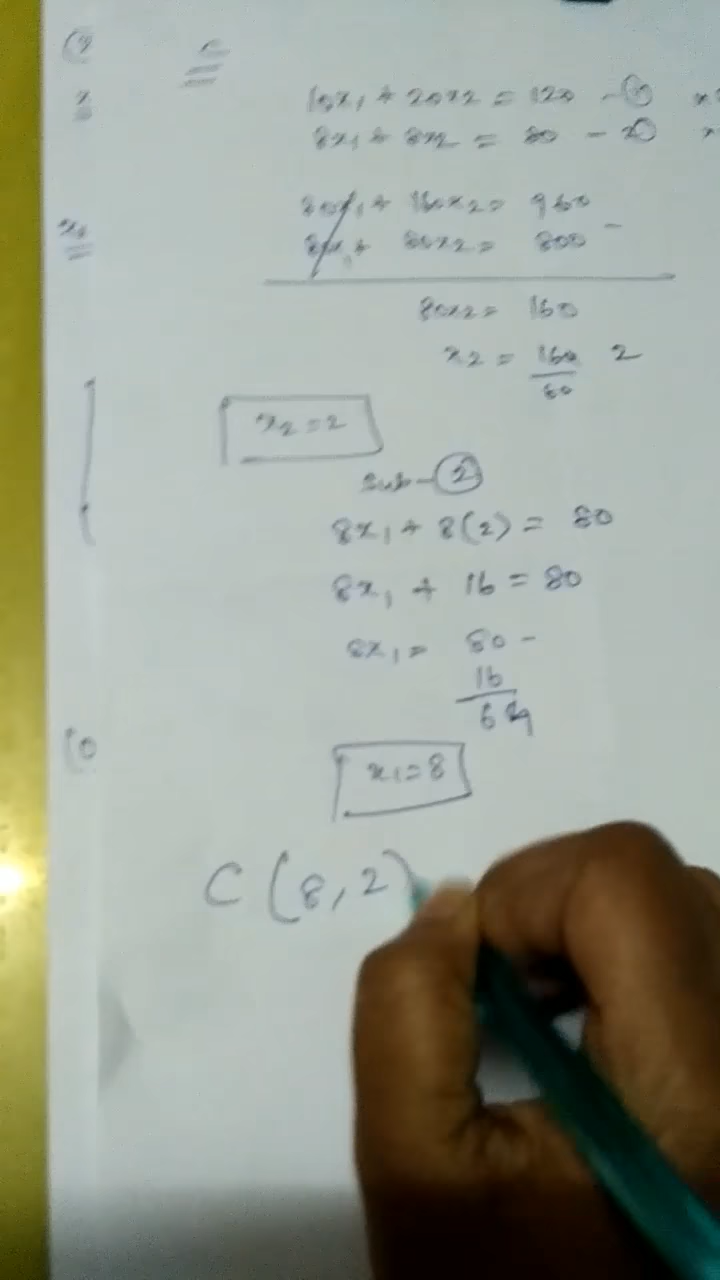 C
10x₁ + 20x₂ = 120 - ①
8x₁ + 8x₂ = 80 - ②
80x₁ + 160x₂ = 960
80x₁ + 80x₂ = 800 -
80x₂ = 160
x₂ = 160/80 2
x₂ = 2
sub - ②
8x₁ + 8(2) = 80
8x₁ + 16 = 80
8x₁ = 80 -
16
64
x₁ = 8
C (8, 2)